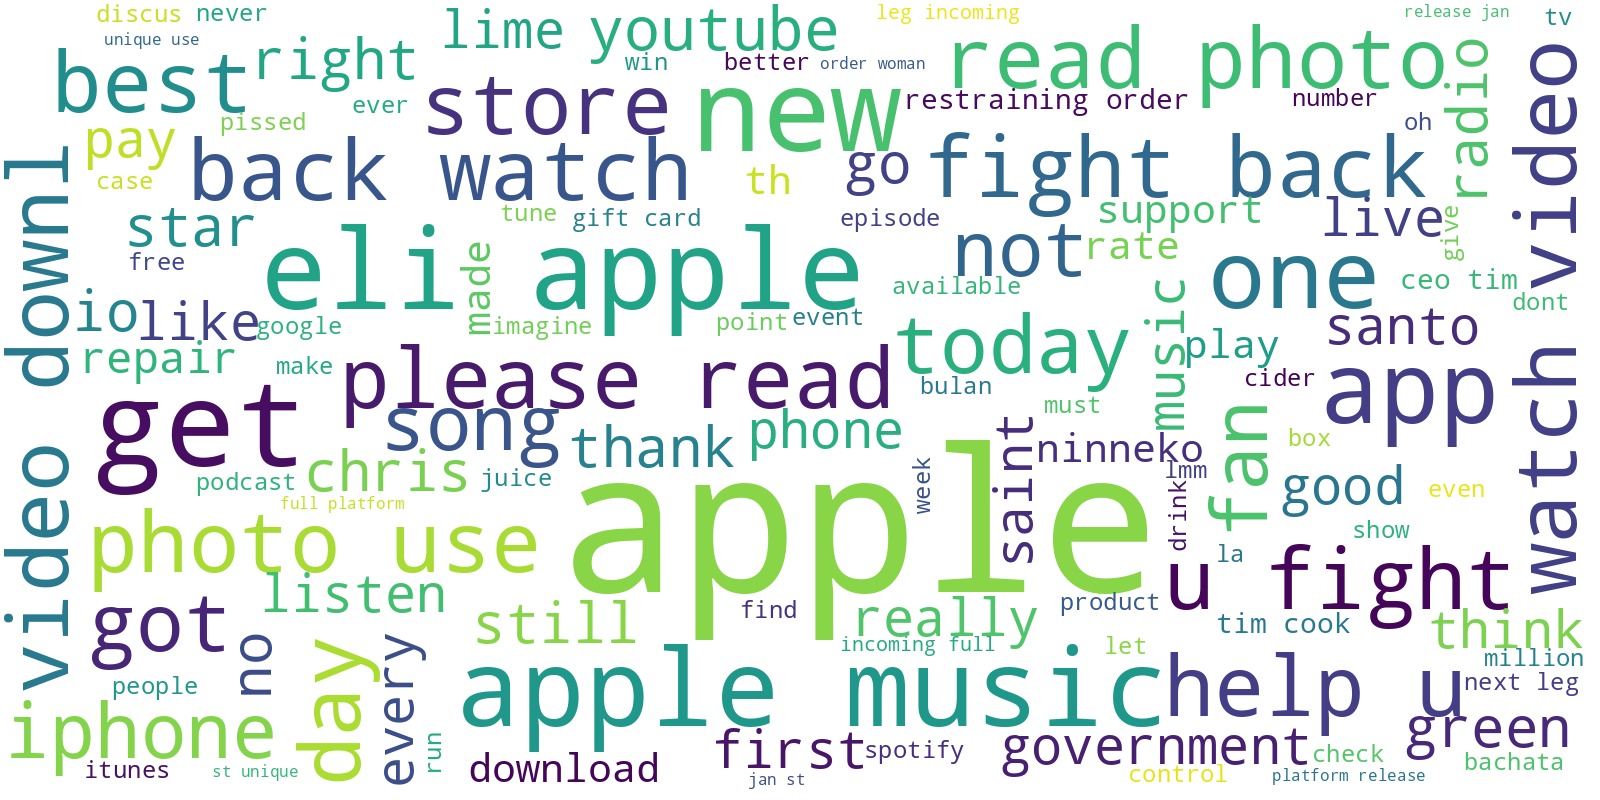 discus never
leg incoming
release jan
tv
unique use
lime youtube
best
right
win
better
order woman
read photo
ever
store
new
restraining order
number
radio
watch video
pay
pissed
oh
back watch
th
go
fight back
case
video downl
star
tune
gift card
episode
support
live
give
free
eli apple
made
not
rate
one
ceo tim
available
music
dont
io
like
google
imagine
point
event
today
santo
repair
make
please read
play
app
get
bulan
cider
song
thank
phone
must
fan
box
saint
ninneko
lmm
podcast
chris
juice
apple
week
drink
good
even
full platform
photo use
show
la
u fight
got
listen
still
find
really
product
tim cook
think
no
day
every
incoming full
let
million
people
apple music
help u
next leg
iphone
run
first
spotify
government
green
itunes
st unique
download
jan st
control
check
platform release
bachata